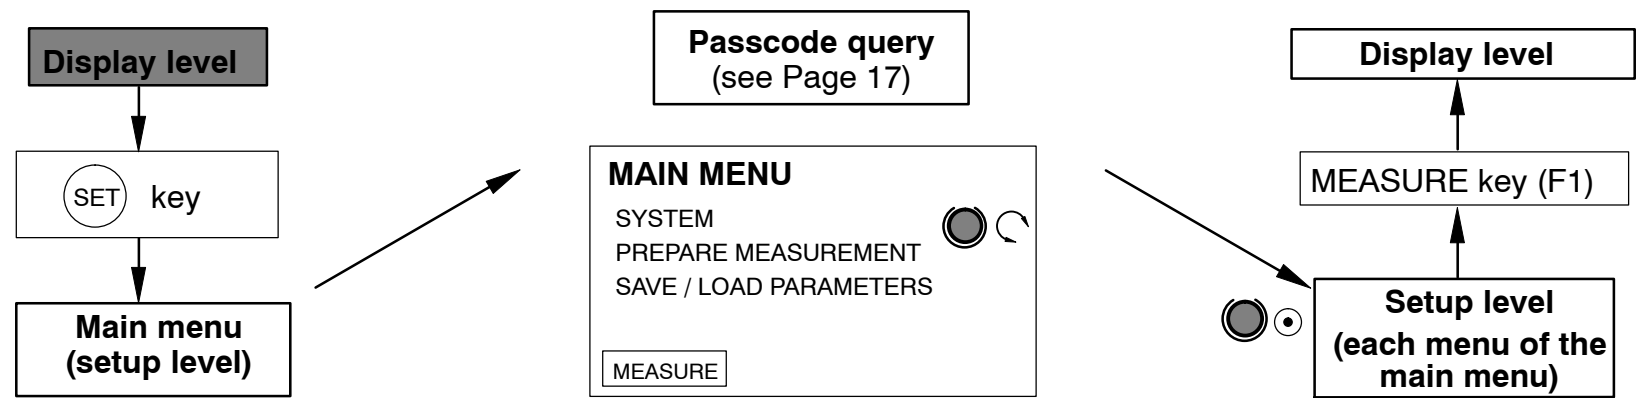 Display level
SET key
Main menu
(setup level)
Passcode query
(see Page 17)
MAIN MENU
SYSTEM
PREPARE MEASUREMENT
SAVE / LOAD PARAMETERS
MEASURE
Display level
MEASURE key (F1)
Setup level
(each menu of the
main menu)